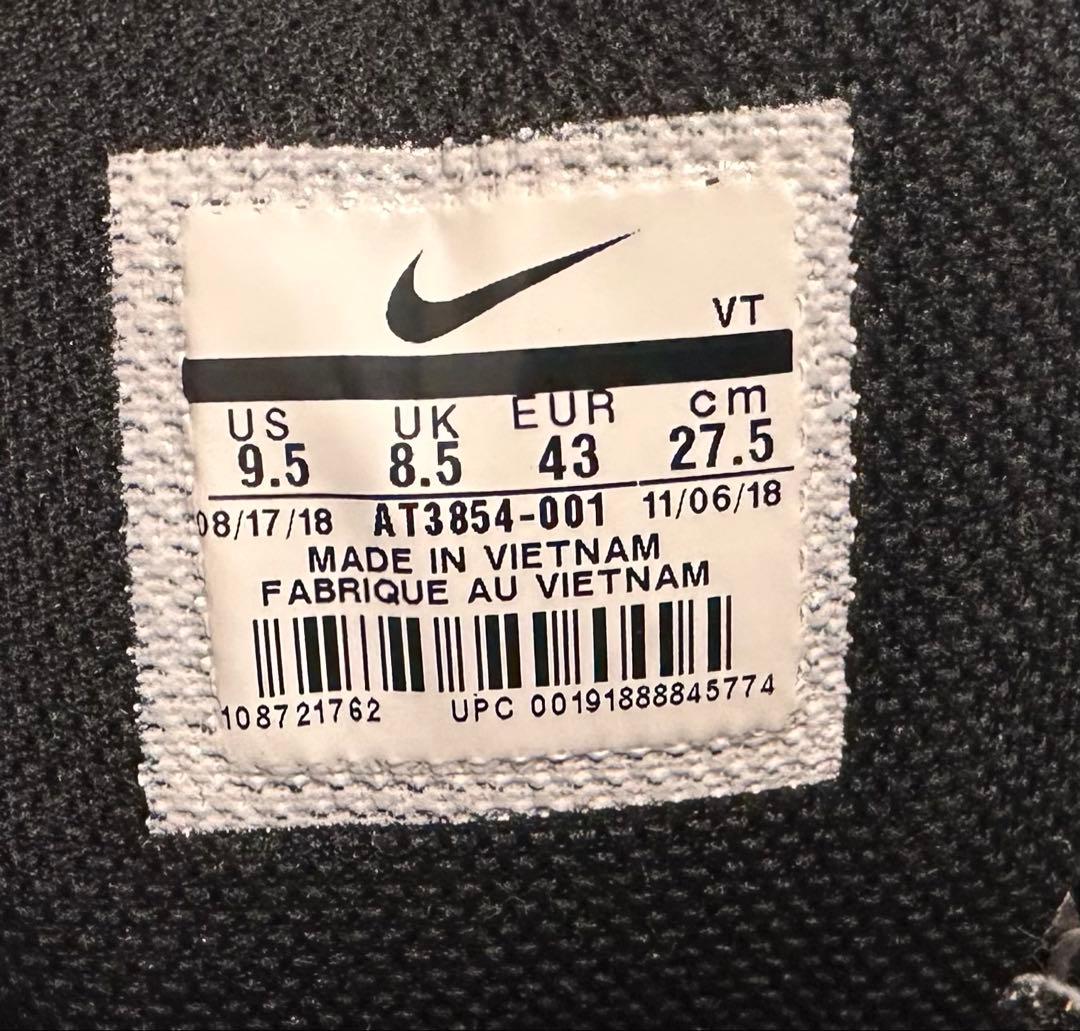 VT
US UK EUR cm
9.5 8.5 43 27.5
08/17/18 AT3854-001 11/06/18
MADE IN VIETNAM
FABRIQUE AU VIETNAM
108721762 UPC 00191888845774